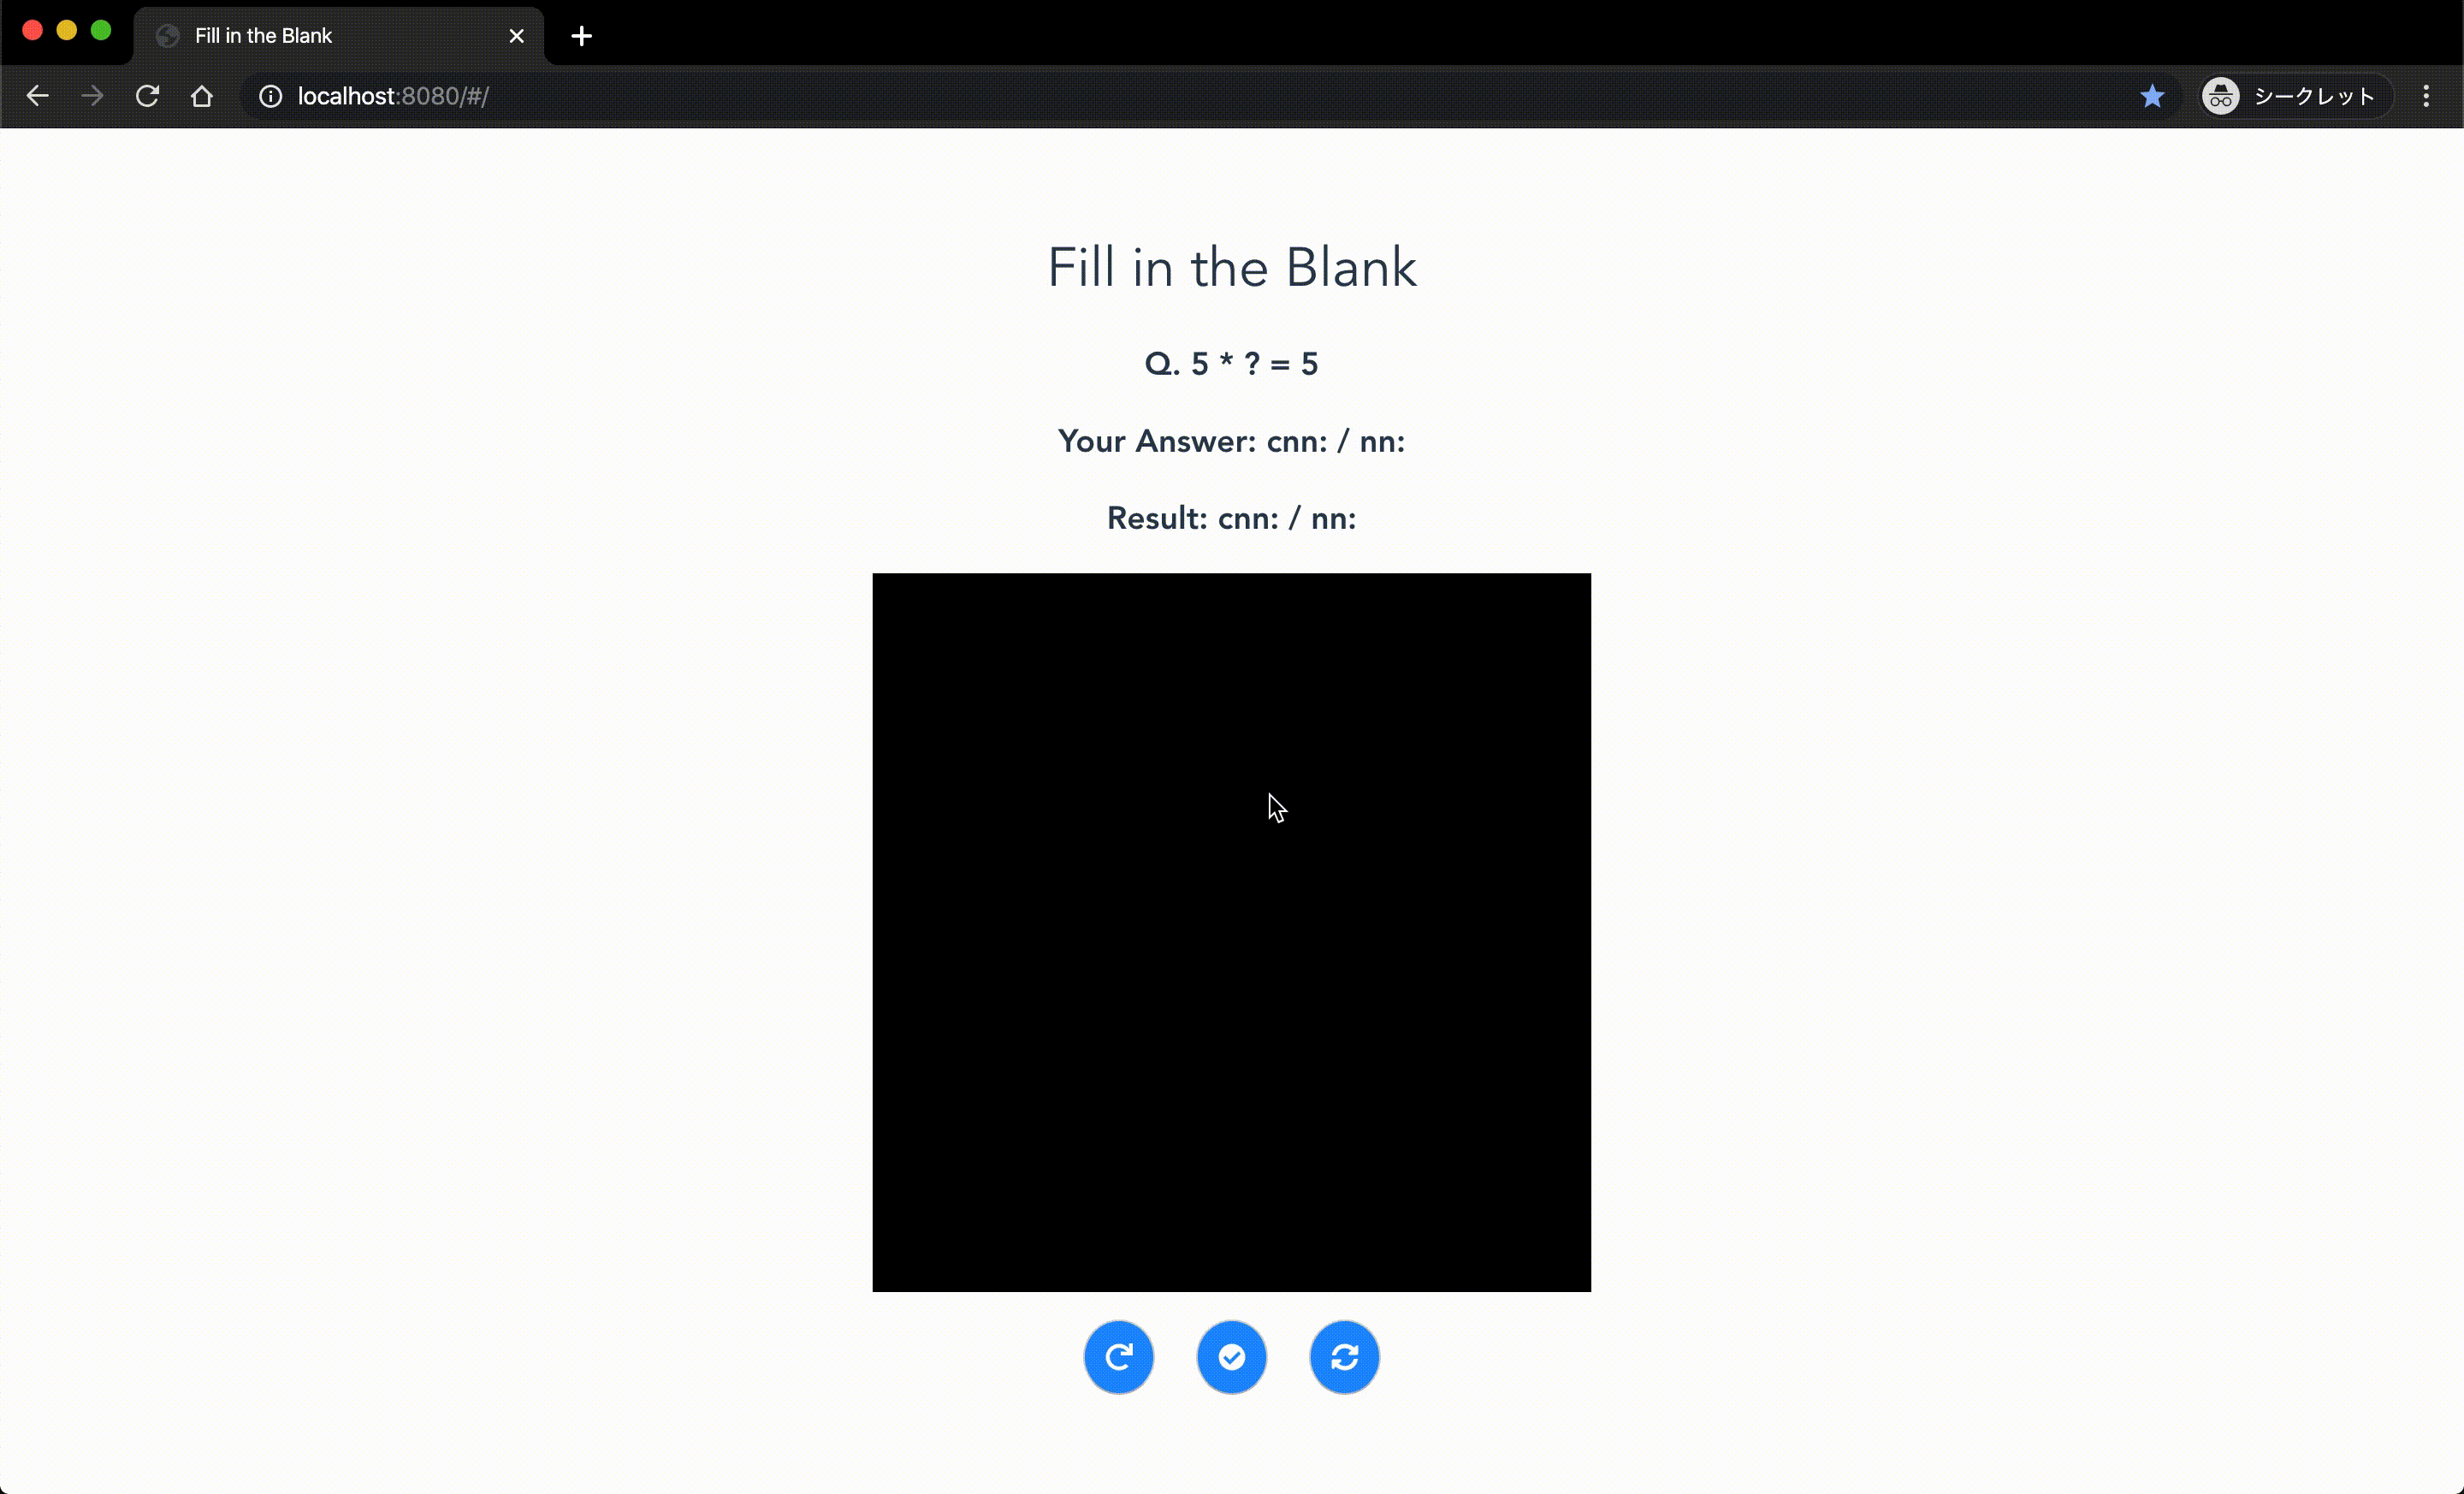 Fill in the Blank
localhost:8080/#/
シークレット
Fill in the Blank
Q. 5 * ? = 5
Your Answer: cnn: / nn:
Result: cnn: / nn: